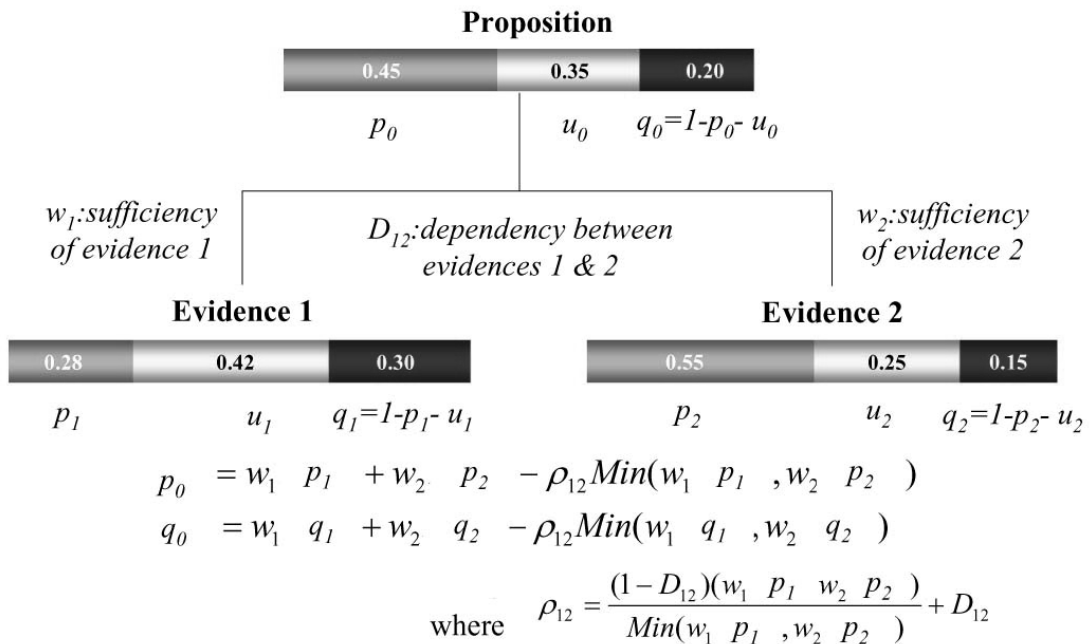 Proposition
0.45 0.35 0.20
p₀ u₀ q₀=1-p₀- u₀
w₁:sufficiency
of evidence 1
D₁₂:dependency between
evidences 1 & 2
w₂:sufficiency
of evidence 2
Evidence 1
0.28 0.42 0.30
p₁ u₁ q₁=1-p₁- u₁
Evidence 2
0.55 0.25 0.15
p₂ u₂ q₂=1-p₂- u₂
p₀ = w₁ p₁ + w₂ p₂ − ρ₁₂Min(w₁ p₁ , w₂ p₂ )
q₀ = w₁ q₁ + w₂ q₂ − ρ₁₂Min(w₁ q₁ , w₂ q₂ )
where ρ₁₂ = (1 − D₁₂)(w₁ p₁ w₂ p₂ ) / Min(w₁ p₁ , w₂ p₂ ) + D₁₂